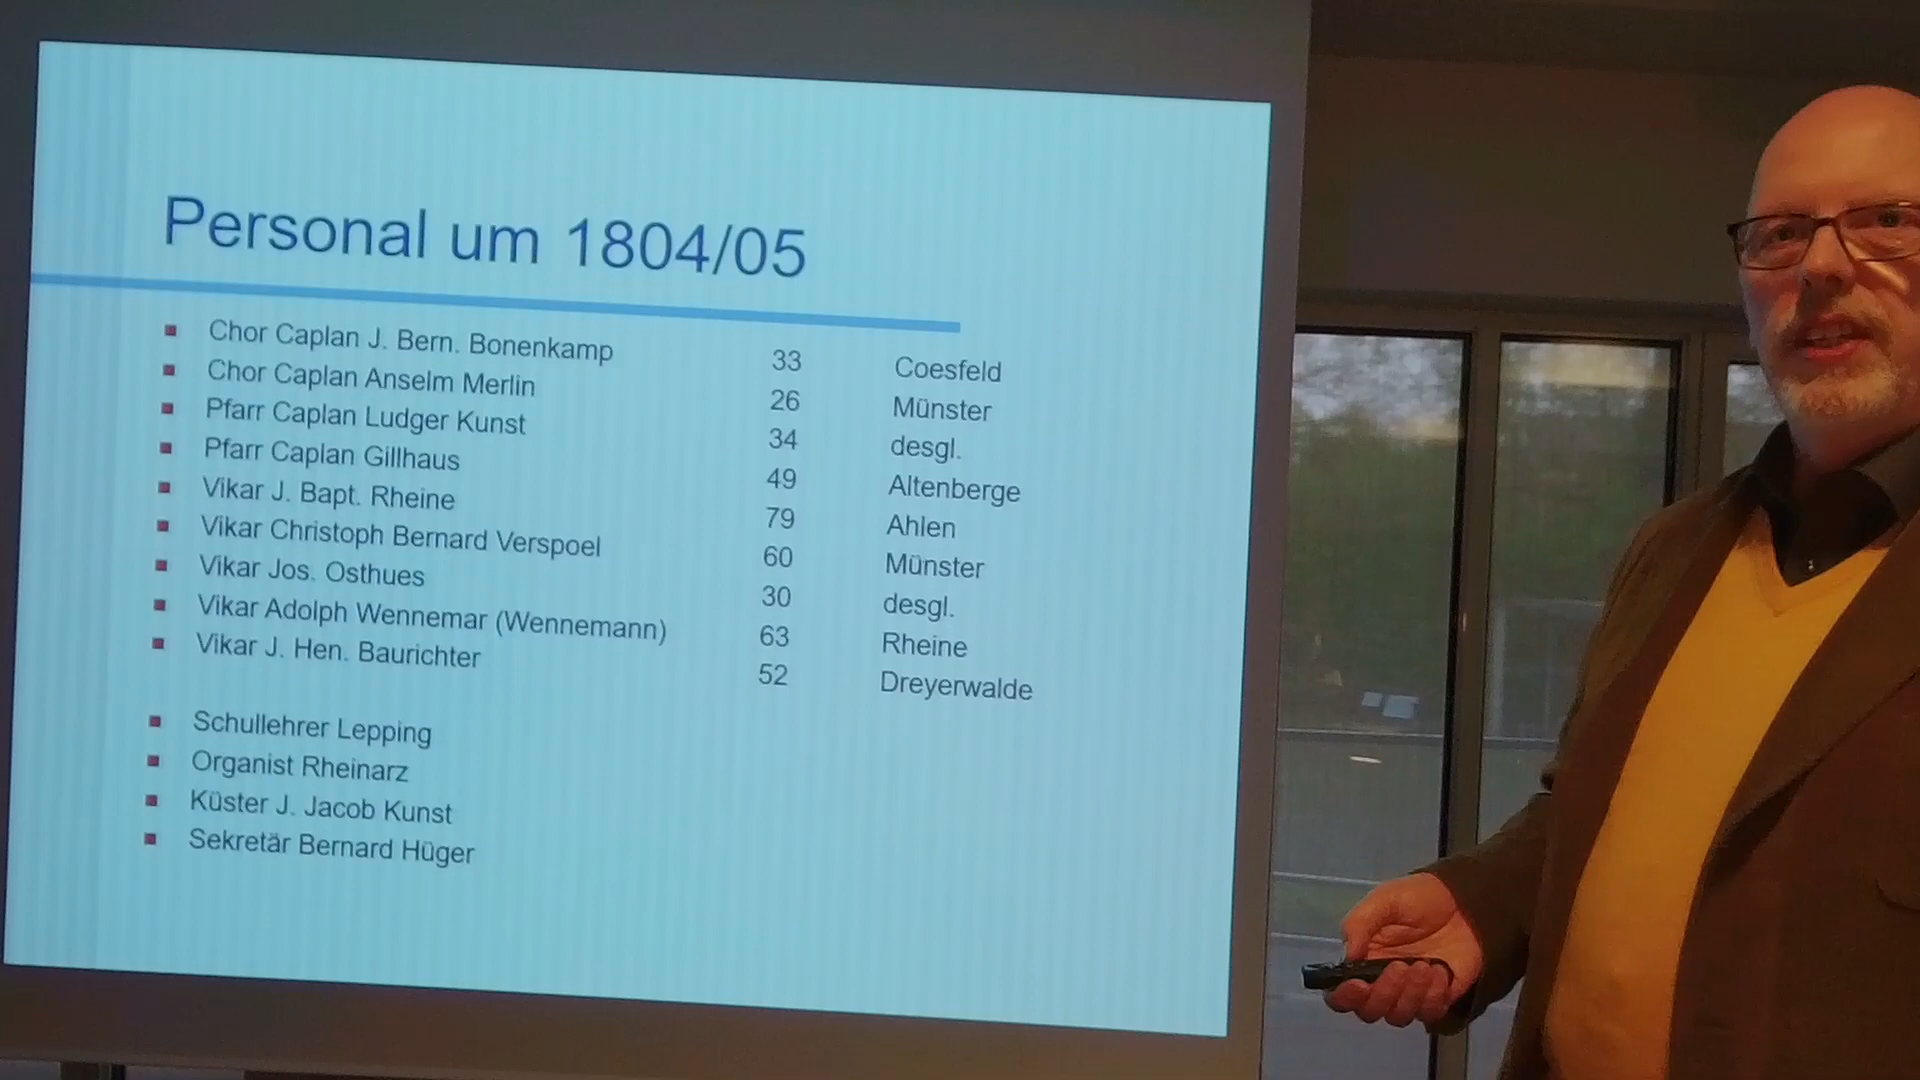 Personal um 1804/05
Chor Caplan J. Bern. Bonenkamp 33 Coesfeld
Chor Caplan Anselm Merlin 26 Münster
Pfarr Caplan Ludger Kunst 34 desgl.
Pfarr Caplan Gillhaus 49 Altenberge
Vikar J. Bapt. Rheine 79 Ahlen
Vikar Christoph Bernard Verspoel 60 Münster
Vikar Jos. Osthues 30 desgl.
Vikar Adolph Wennemar (Wennemann) 63 Rheine
Vikar J. Hen. Baurichter 52 Dreyerwalde
Schullehrer Lepping
Organist Rheinarz
Küster J. Jacob Kunst
Sekretär Bernard Hüger